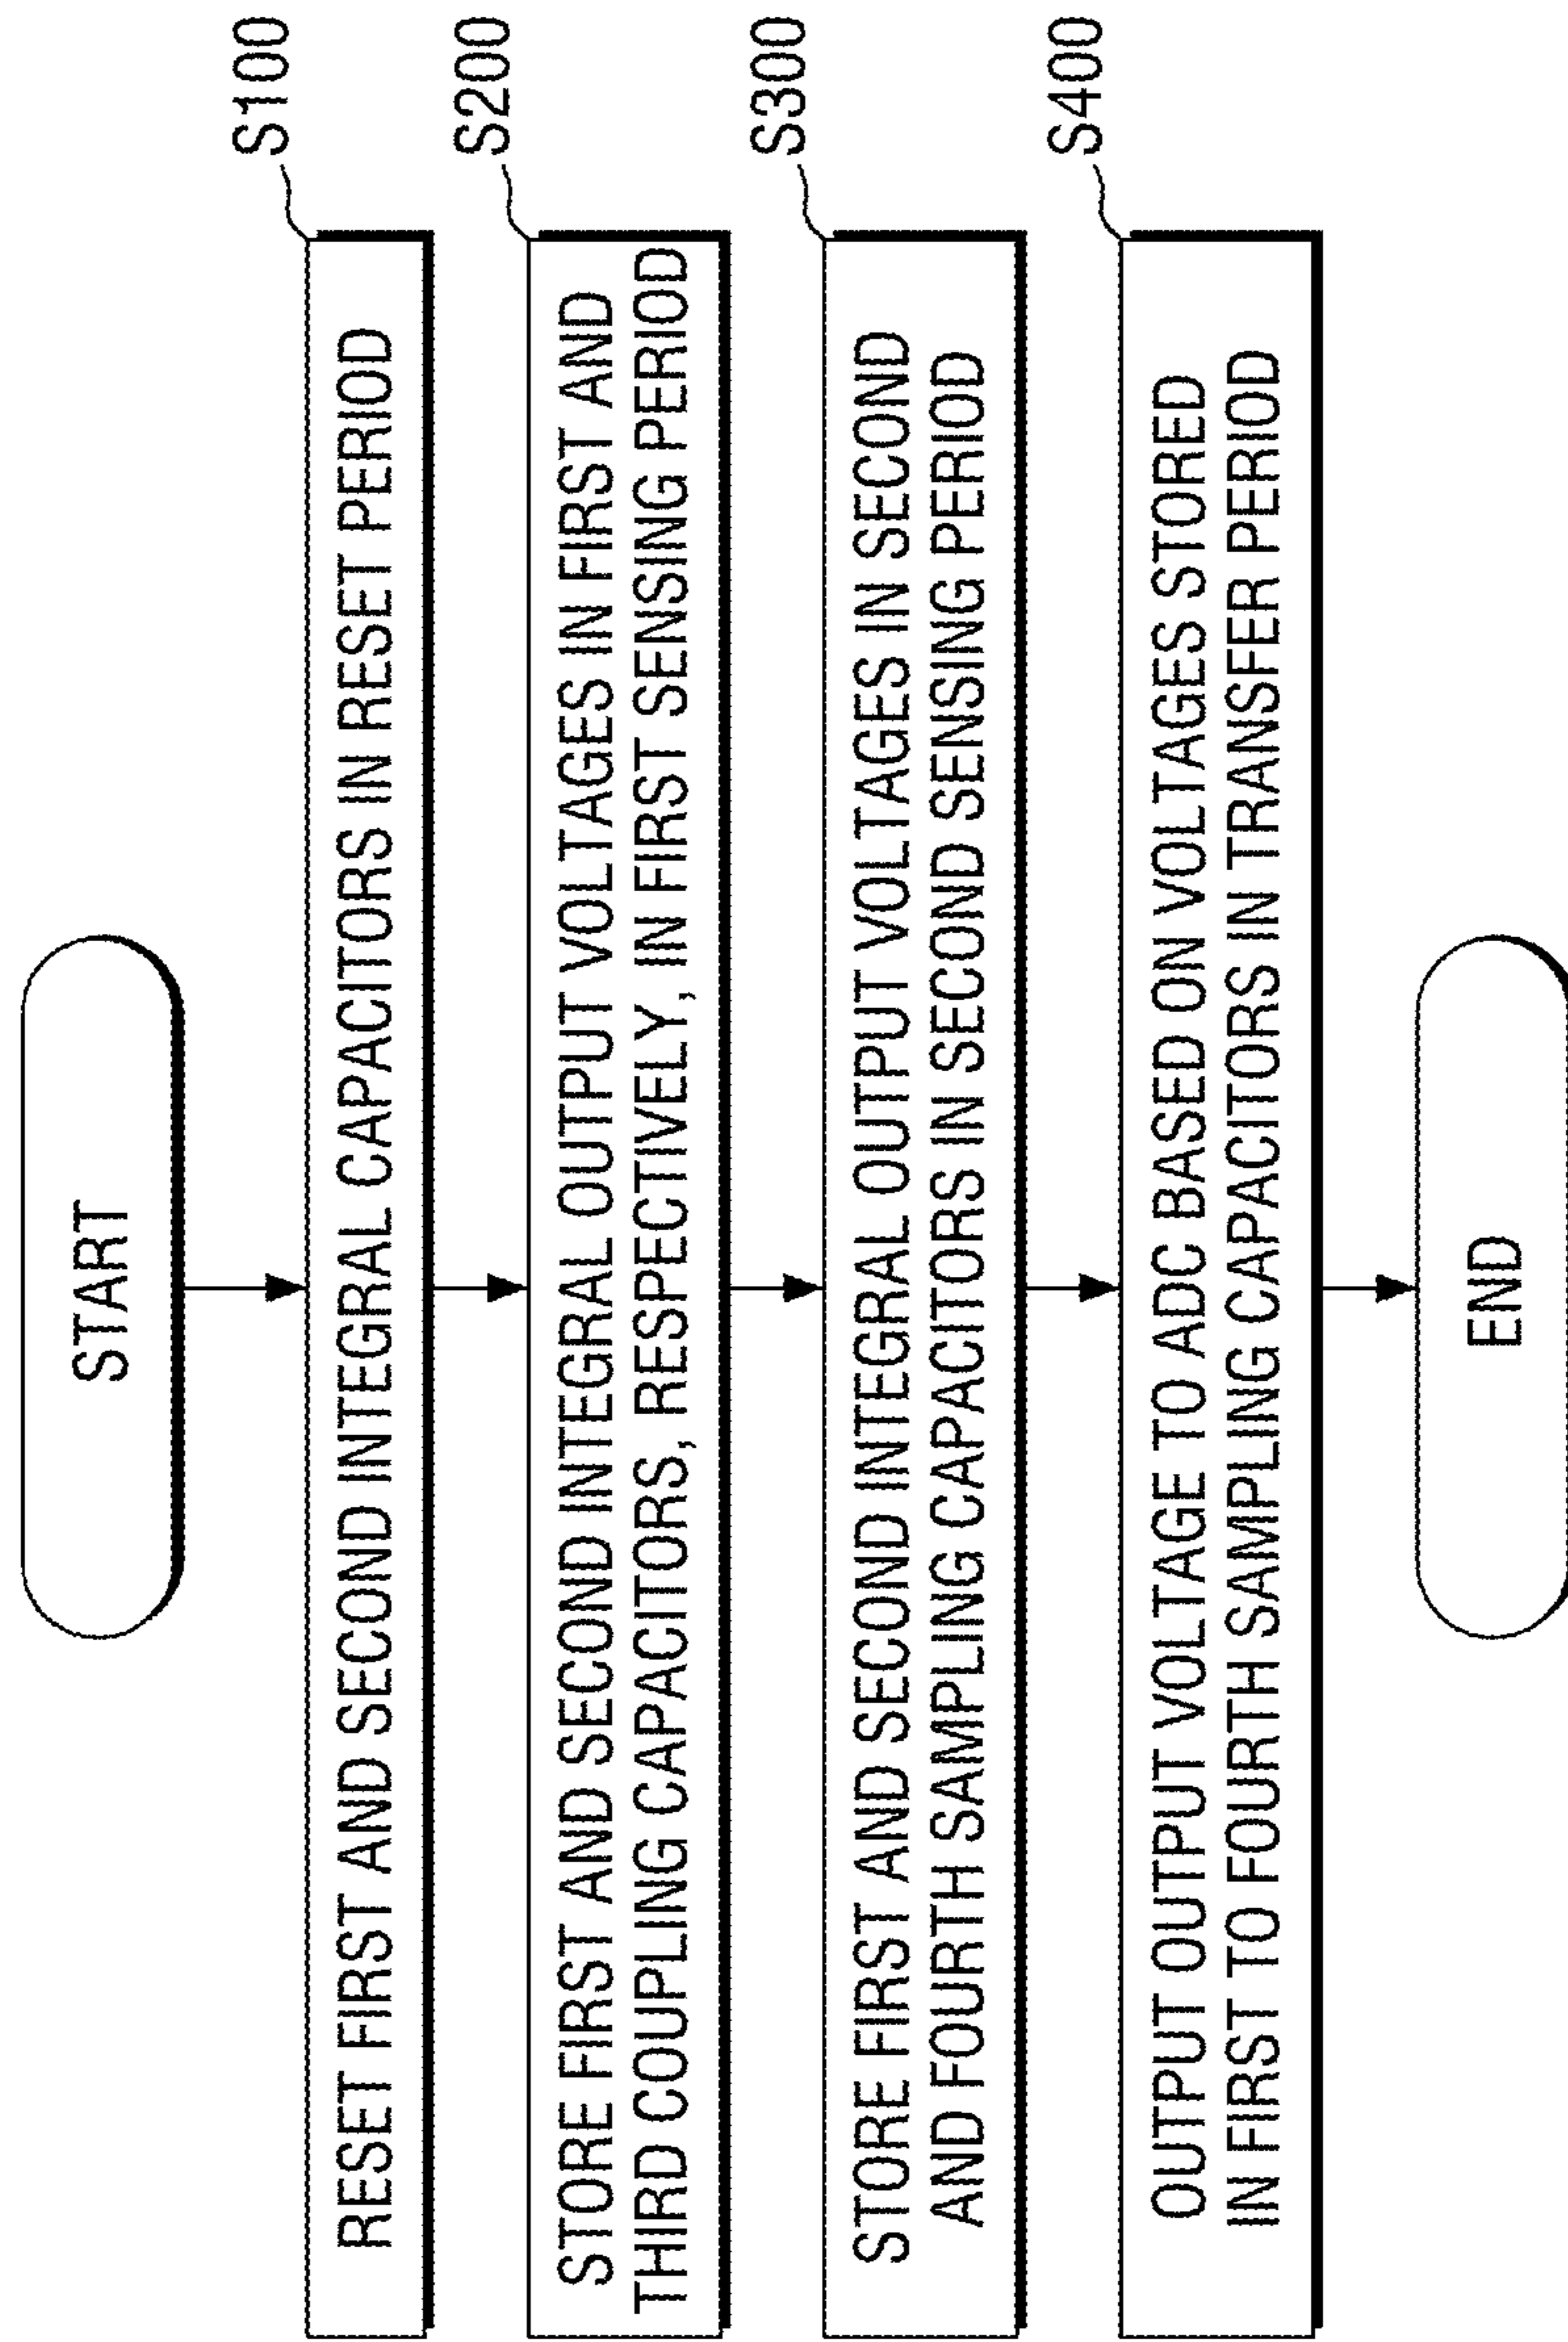 START
S100
RESET FIRST AND SECOND INTEGRAL CAPACITORS IN RESET PERIOD
S200
STORE FIRST AND SECOND INTEGRAL OUTPUT VOLTAGES IN FIRST AND
THIRD COUPLING CAPACITORS, RESPECTIVELY, IN FIRST SENSING PERIOD
S300
STORE FIRST AND SECOND INTEGRAL OUTPUT VOLTAGES IN SECOND
AND FOURTH SAMPLING CAPACITORS IN SECOND SENSING PERIOD
S400
OUTPUT OUTPUT VOLTAGE TO ADC BASED ON VOLTAGES STORED
IN FIRST TO FOURTH SAMPLING CAPACITORS IN TRANSFER PERIOD
END